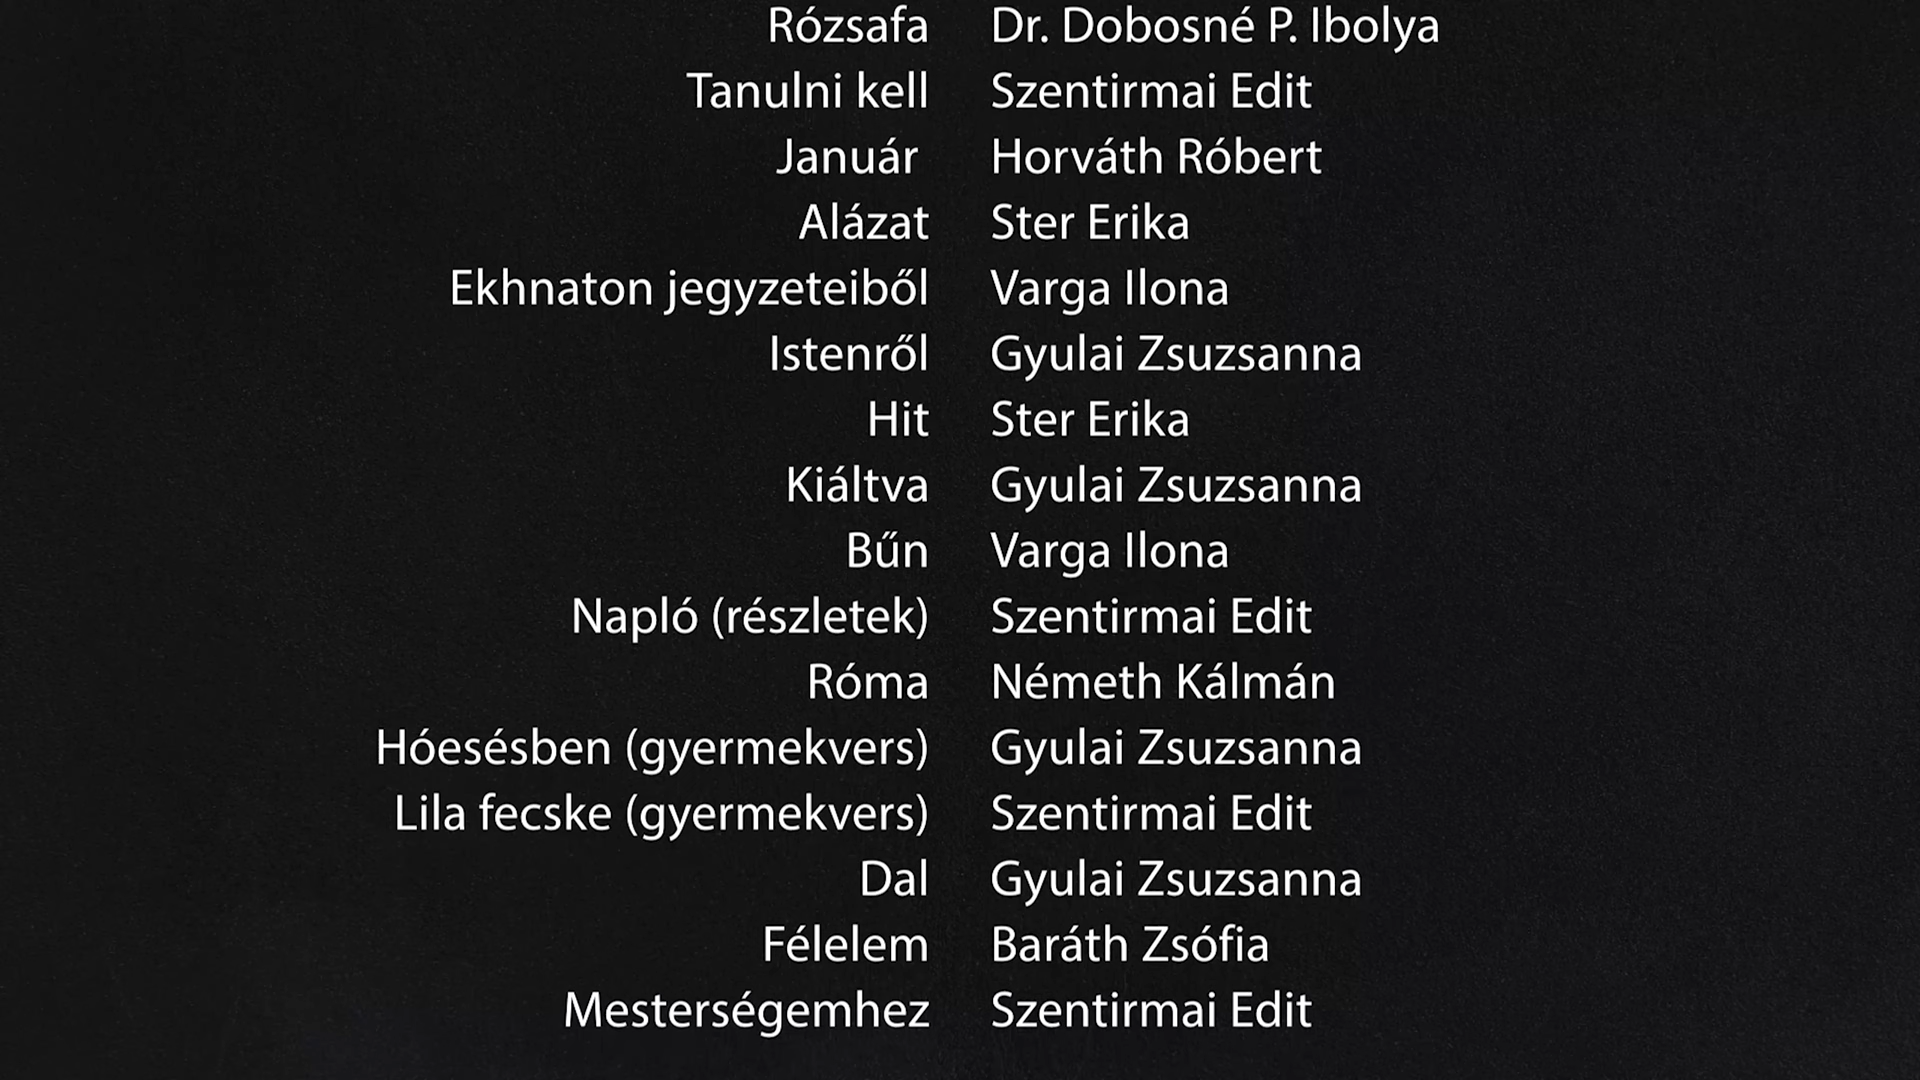 Rózsafa Dr. Dobosné P. Ibolya
Tanulni kell Szentirmai Edit
Január Horváth Róbert
Alázat Ster Erika
Ekhnaton jegyzeteiből Varga Ilona
Istenről Gyulai Zsuzsanna
Hit Ster Erika
Kiáltva Gyulai Zsuzsanna
Bűn Varga Ilona
Napló (részletek) Szentirmai Edit
Róma Németh Kálmán
Hóesésben (gyermekvers) Gyulai Zsuzsanna
Lila fecske (gyermekvers) Szentirmai Edit
Dal Gyulai Zsuzsanna
Félelem Baráth Zsófia
Mesterségemhez Szentirmai Edit